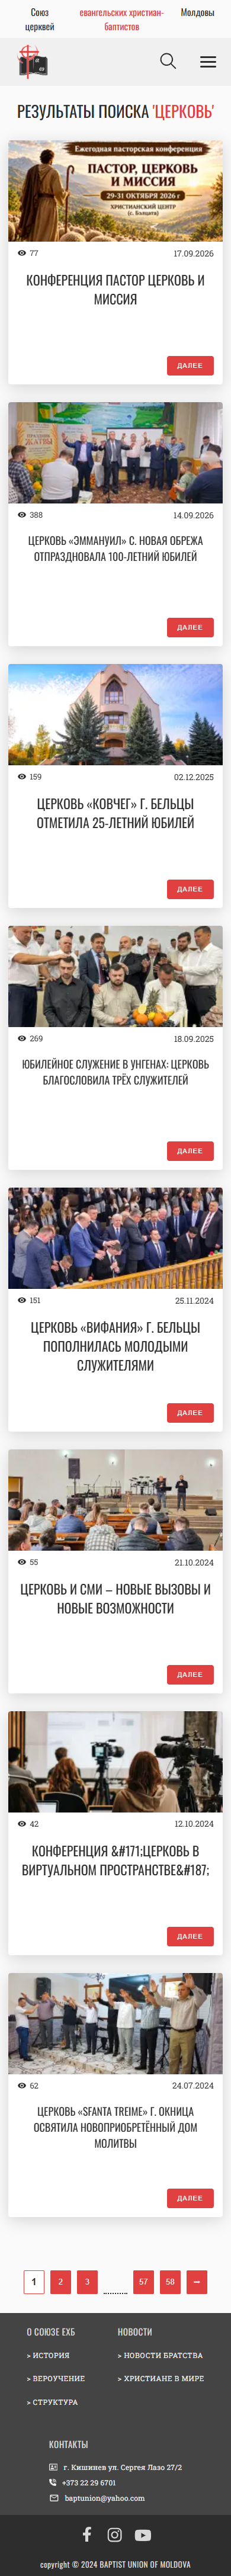 Союз церквей
евангельских христиан-баптистов
Молдовы
РЕЗУЛЬТАТЫ ПОИСКА 'ЦЕРКОВЬ'
Ежегодная пасторская конференция
ПАСТОР, ЦЕРКОВЬ
И МИССИЯ
29-31 ОКТЯБРЯ 2026 г
ХРИСТИАНСКИЙ ЦЕНТР
77
17.09.2026
КОНФЕРЕНЦИЯ ПАСТОР ЦЕРКОВЬ И
МИССИЯ
ДАЛЕЕ
ПРАЗДНИК
ЖАТВЫ
388
14.09.2026
ЦЕРКОВЬ «ЭММАНУИЛ» С. НОВАЯ ОБРЕЖА
ОТПРАЗДНОВАЛА 100-ЛЕТНИЙ ЮБИЛЕЙ
ДАЛЕЕ
159
02.12.2025
ЦЕРКОВЬ «КОВЧЕГ» Г. БЕЛЬЦЫ
ОТМЕТИЛА 25-ЛЕТНИЙ ЮБИЛЕЙ
ДАЛЕЕ
269
18.09.2025
ЮБИЛЕЙНОЕ СЛУЖЕНИЕ В УНГЕНАХ: ЦЕРКОВЬ
БЛАГОСЛОВИЛА ТРЁХ СЛУЖИТЕЛЕЙ
ДАЛЕЕ
151
25.11.2024
ЦЕРКОВЬ «ВИФАНИЯ» Г. БЕЛЬЦЫ
ПОПОЛНИЛАСЬ МОЛОДЫМИ
СЛУЖИТЕЛЯМИ
ДАЛЕЕ
55
21.10.2024
ЦЕРКОВЬ И СМИ – НОВЫЕ ВЫЗОВЫ И
НОВЫЕ ВОЗМОЖНОСТИ
ДАЛЕЕ
42
12.10.2024
КОНФЕРЕНЦИЯ &#171;ЦЕРКОВЬ В
ВИРТУАЛЬНОМ ПРОСТРАНСТВЕ&#187;
ДАЛЕЕ
62
24.07.2024
ЦЕРКОВЬ «SFANTA TREIME» Г. ОКНИЦА
ОСВЯТИЛА НОВОПРИОБРЕТЁННЫЙ ДОМ
МОЛИТВЫ
ДАЛЕЕ
1 2 3 ........ 57 58 →
О СОЮЗЕ ЕХБ
> ИСТОРИЯ
> ВЕРОУЧЕНИЕ
> СТРУКТУРА
НОВОСТИ
> НОВОСТИ БРАТСТВА
> ХРИСТИАНЕ В МИРЕ
КОНТАКТЫ
г. Кишинев ул. Сергея Лазо 27/2
+373 22 29 6701
baptunion@yahoo.com
copyright © 2024 BAPTIST UNION OF MOLDOVA